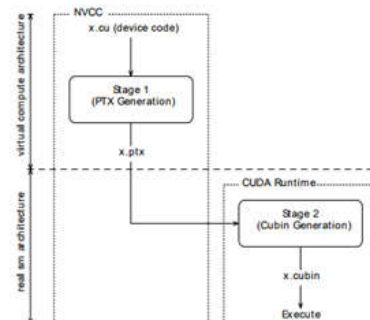 NVCC
x.cu (device code)
Stage 1
(PTX Generation)
virtual compute architecture
x.ptx
CUDA Runtime
Stage 2
(Cubin Generation)
real sm architecture
x.cubin
Execute